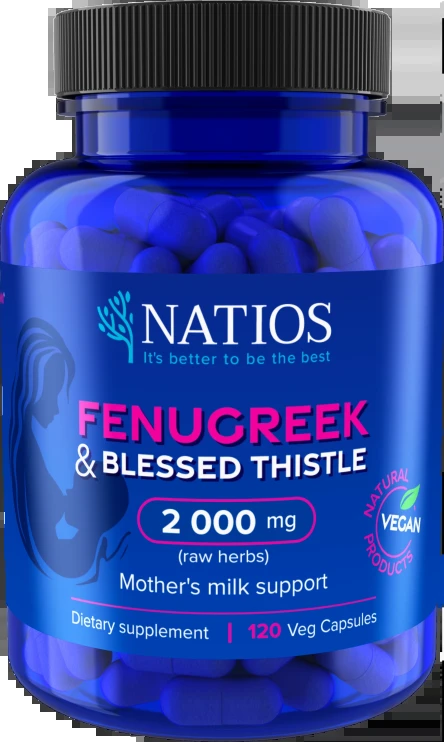 NATIOS
It's better to be the best
FENUGREEK
& BLESSED THISTLE
2 000 mg
(raw herbs)
Mother's milk support
NATURAL
VEGAN
PRODUCTS
Dietary supplement | 120 Veg Capsules